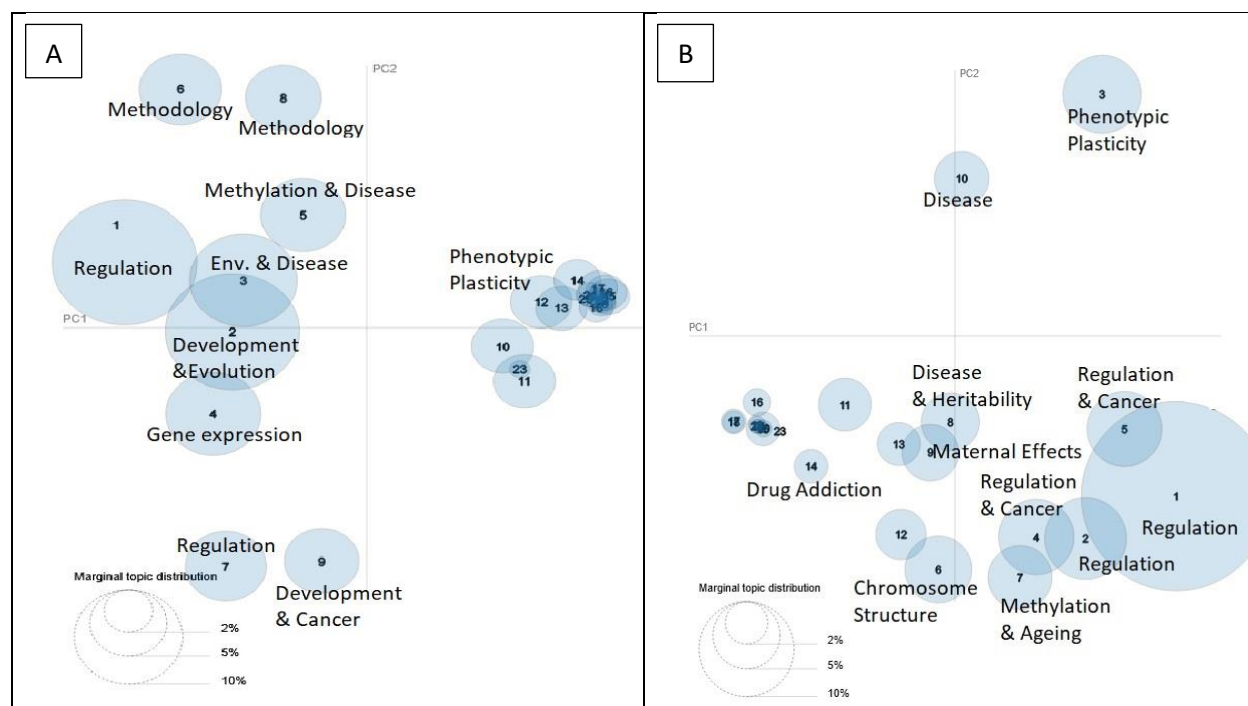 A
PC2
6
Methodology
8
Methodology
Methylation & Disease
5
1
Regulation
Env. & Disease
3
Phenotypic
Plasticity
14
12
13
PC1
2
Development
&Evolution
10
23
11
4
Gene expression
Regulation
7
9
Development
& Cancer
Marginal topic distribution
2%
5%
10%
B
PC2
3
Phenotypic
Plasticity
10
Disease
PC1
Disease
& Heritability
8
Regulation
& Cancer
5
16
11
23
13
9
Maternal Effects
14
Drug Addiction
Regulation
& Cancer
1
Regulation
12
4
2
Regulation
6
Chromosome
Structure
7
Methylation
& Ageing
Marginal topic distribution
2%
5%
10%